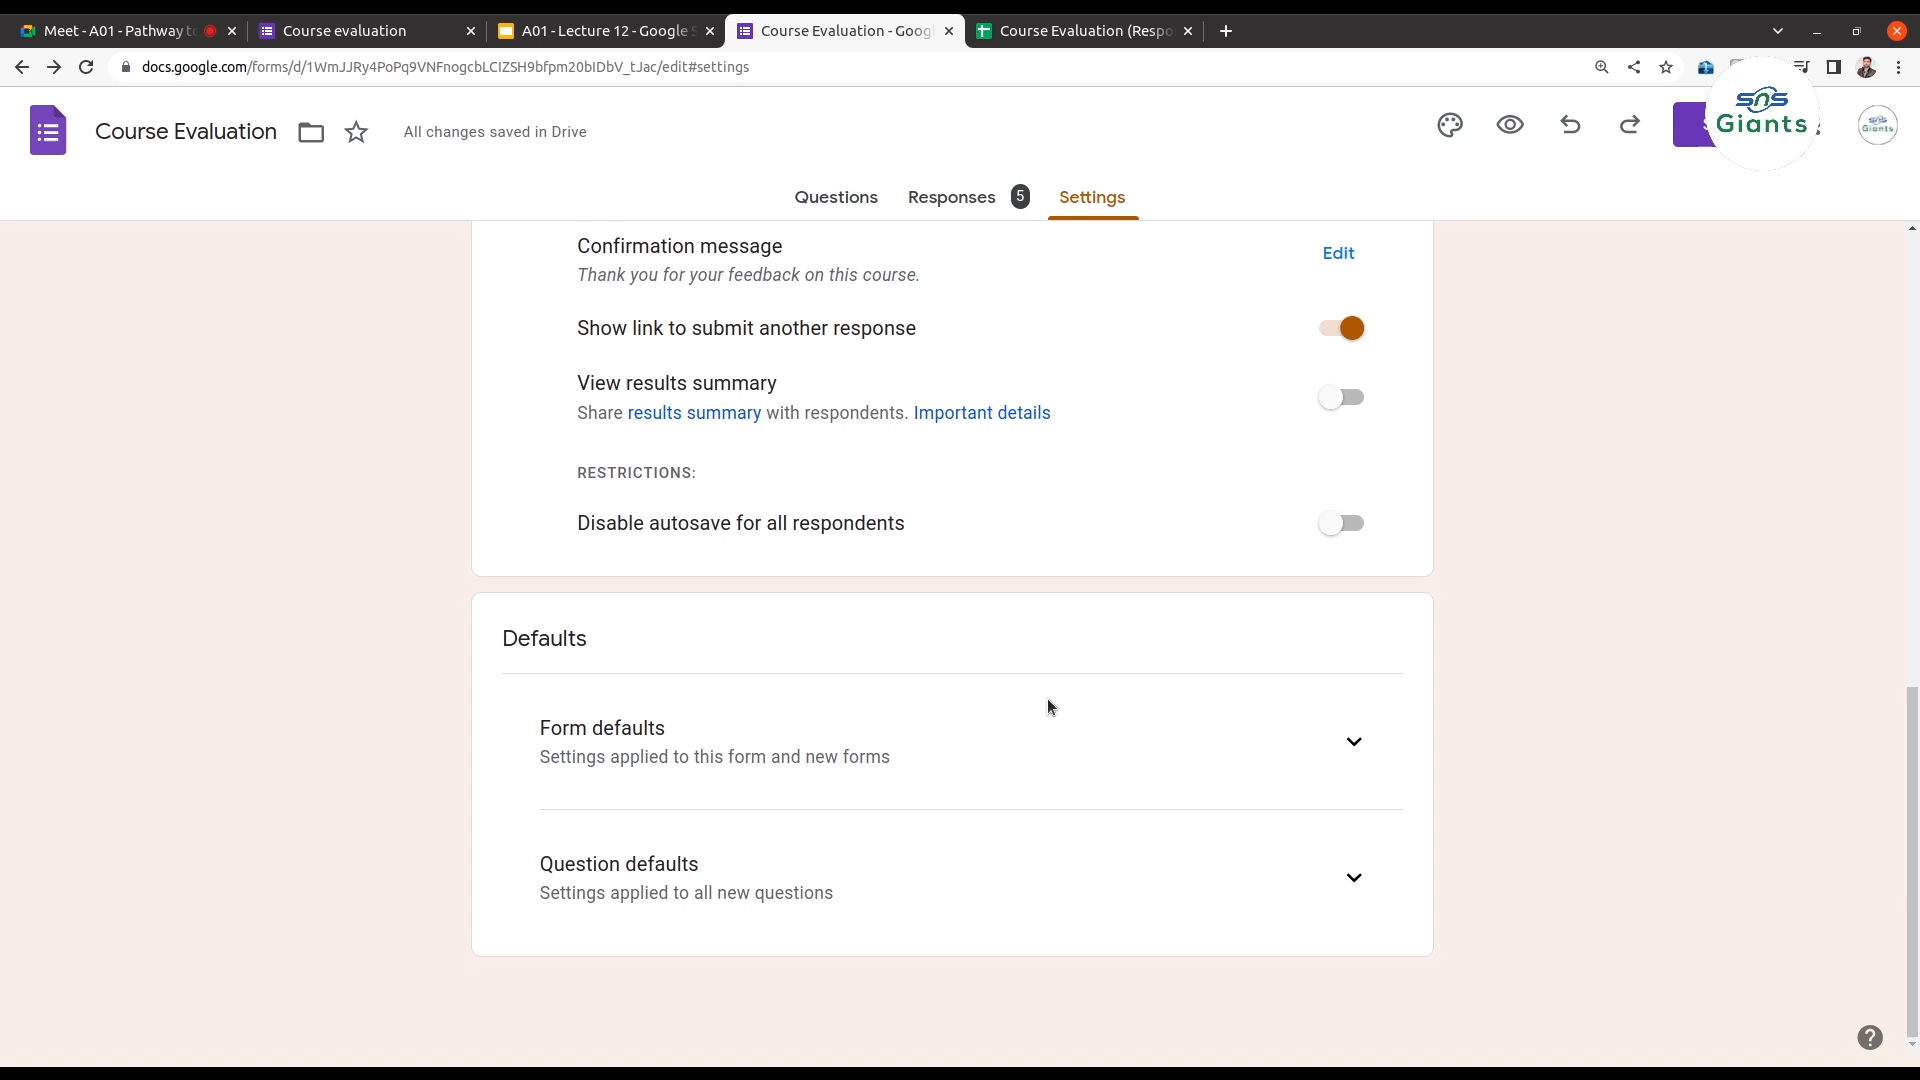 Meet - A01 - Pathway t
Course evaluation
A01 - Lecture 12 - Google S
Course Evaluation - Googl
Course Evaluation (Respo
docs.google.com/forms/d/1WmJJRy4PoPq9VNFnogcbLCIZSH9bfpm20bIDbV_tJac/edit#settings
Course Evaluation
All changes saved in Drive
SNS
Giants
SNS
Giants
Questions
Responses
5
Settings
Confirmation message
Edit
Thank you for your feedback on this course.
Show link to submit another response
View results summary
Share results summary with respondents. Important details
RESTRICTIONS:
Disable autosave for all respondents
Defaults
Form defaults
Settings applied to this form and new forms
Question defaults
Settings applied to all new questions